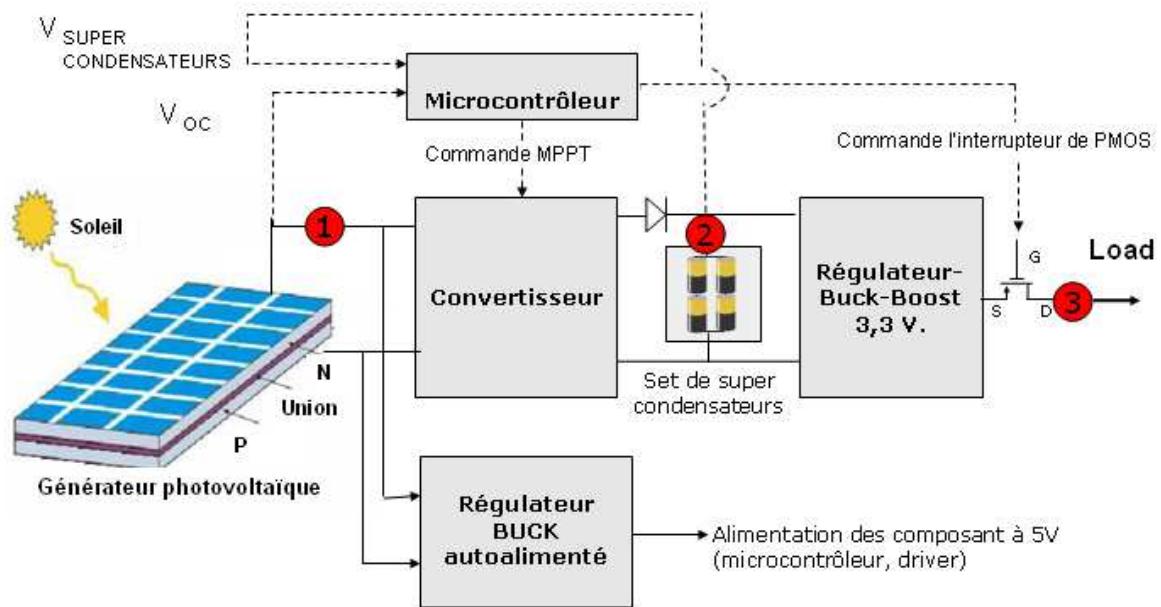 V SUPER
CONDENSATEURS
V OC
Microcontrôleur
Commande MPPT
Commande l'interrupteur de PMOS
Soleil
1
2
3
Convertisseur
Régulateur-
Buck-Boost
3,3 V.
G
S
D
Load
N
Union
P
Set de super
condensateurs
Générateur photovoltaïque
Régulateur
BUCK
autoalimenté
Alimentation des composant à 5V
(microcontrôleur, driver)